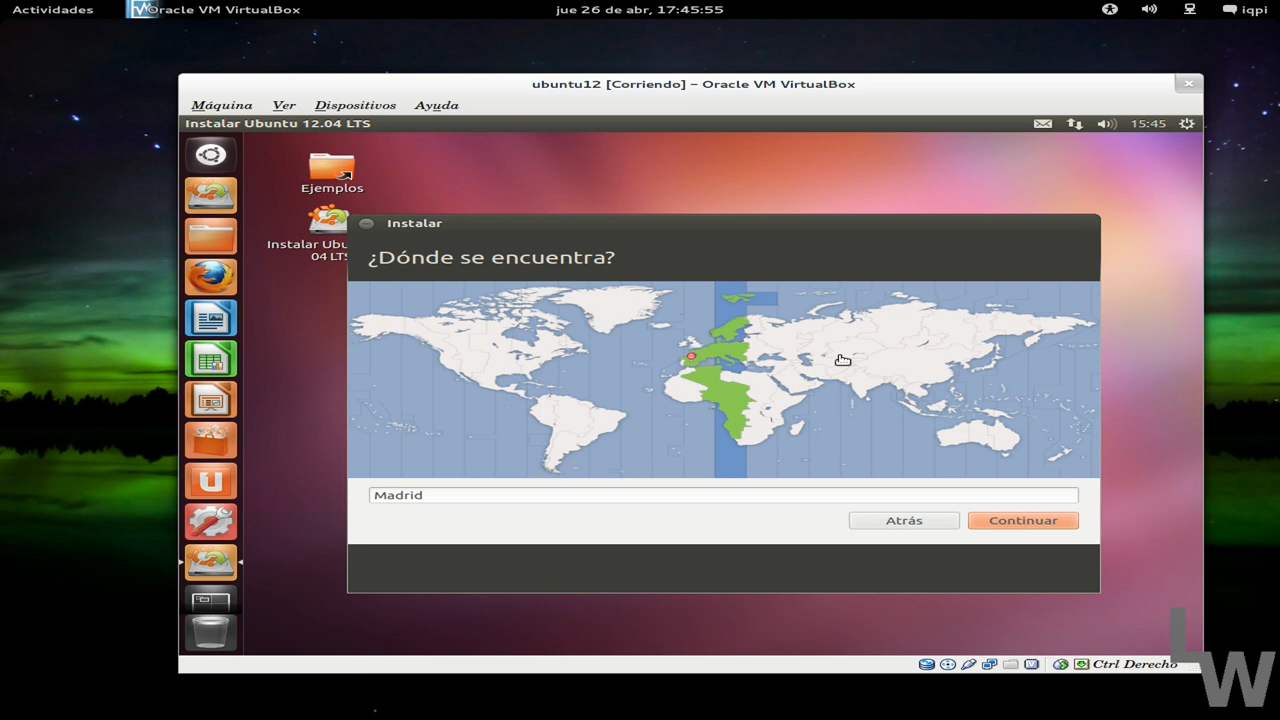 Actividades
Oracle VM VirtualBox
jue 26 de abr, 17:45:55
iqpi
ubuntu12 [Corriendo] – Oracle VM VirtualBox
Máquina Ver Dispositivos Ayuda
Instalar Ubuntu 12.04 LTS
15:45
Ejemplos
Instalar Ubu
04 LTS
Instalar
¿Dónde se encuentra?
Madrid
Atrás
Continuar
Ctrl Derecho
LW